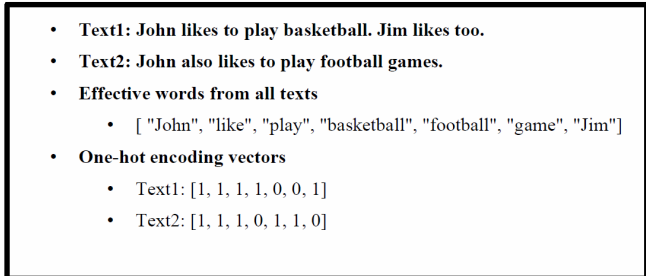 • Text1: John likes to play basketball. Jim likes too.
• Text2: John also likes to play football games.
• Effective words from all texts
• [ "John", "like", "play", "basketball", "football", "game", "Jim"]
• One-hot encoding vectors
• Text1: [1, 1, 1, 1, 0, 0, 1]
• Text2: [1, 1, 1, 0, 1, 1, 0]